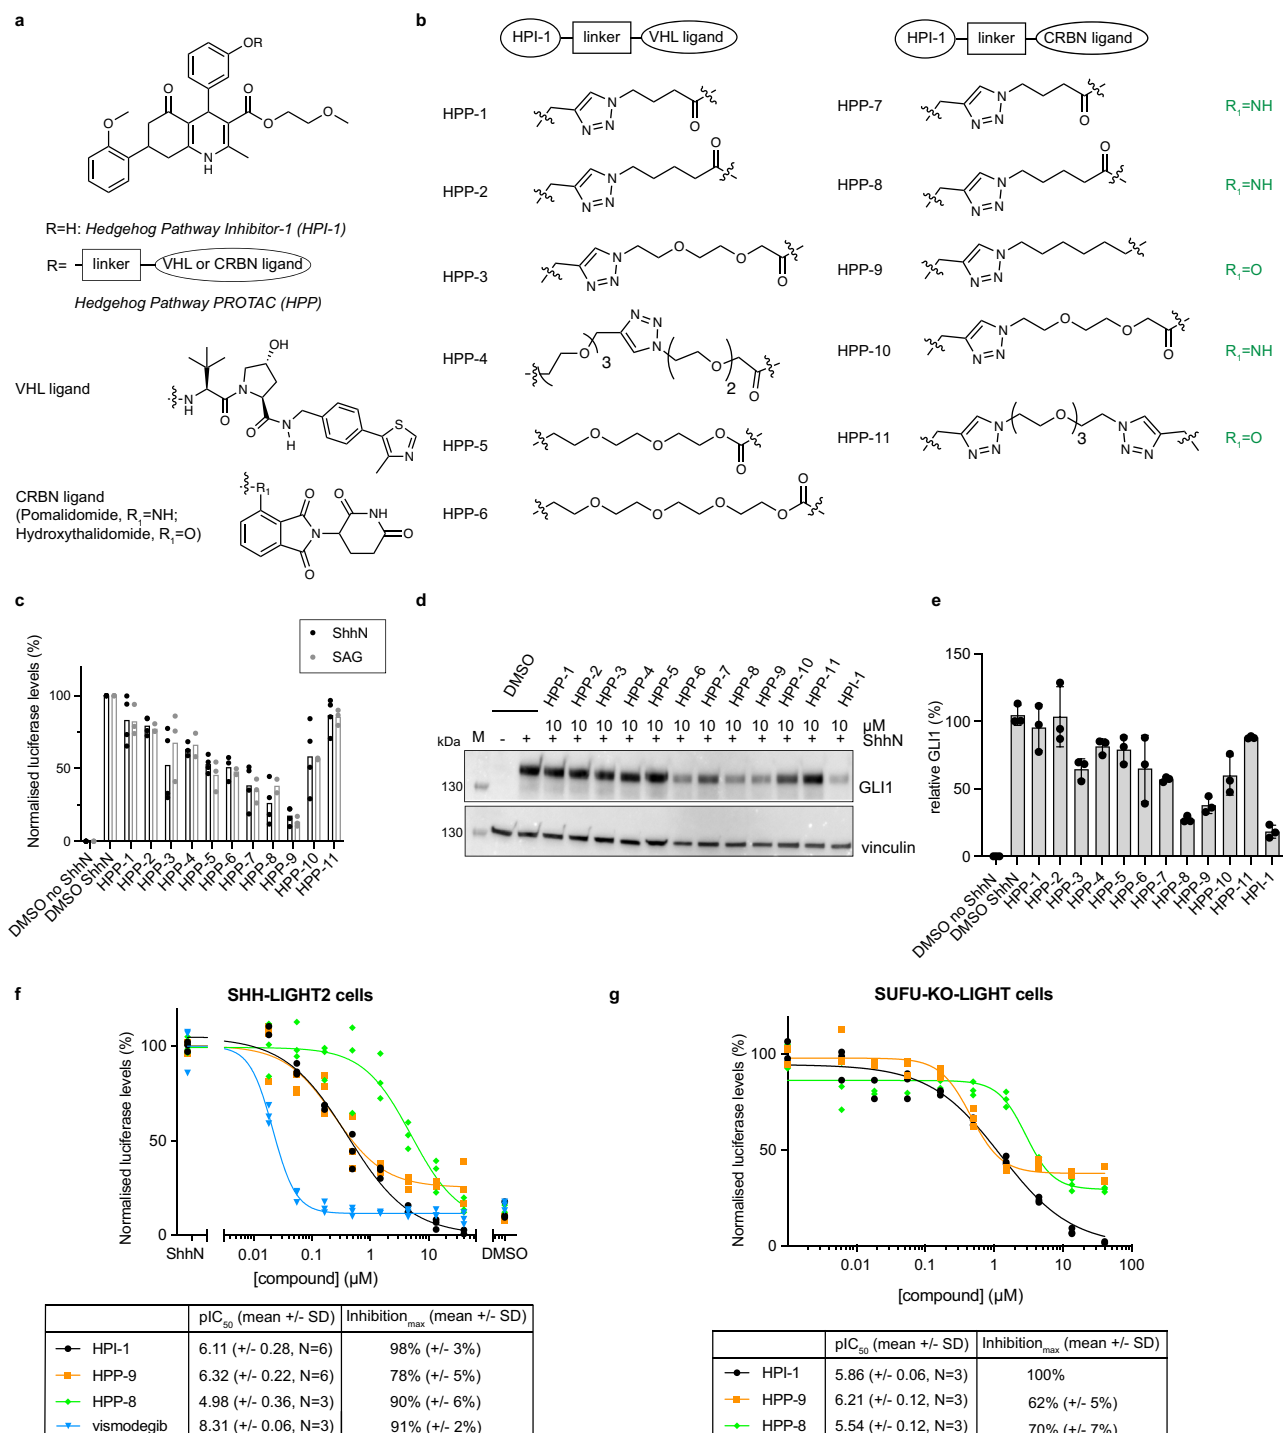 a
OR
O
O
O
O
O
N
H
R=H: Hedgehog Pathway Inhibitor-1 (HPI-1)
R= linker VHL or CRBN ligand
Hedgehog Pathway PROTAC (HPP)
VHL ligand
OH
N
H
O
N
O
N
H
S
N
CRBN ligand
(Pomalidomide, R₁=NH;
Hydroxythalidomide, R₁=O)
R₁
O
O
NH
N
O
O
b
HPI-1 linker VHL ligand
HPP-1
N
N=N
O
HPP-2
N
N=N
O
HPP-3
N
N=N
O
O
O
HPP-4
O
3
N=N
N
O
2
O
HPP-5
O
O
O
O
HPP-6
O
O
O
O
O
HPI-1 linker CRBN ligand
HPP-7
N
N=N
O
R₁=NH
HPP-8
N
N=N
O
R₁=NH
HPP-9
N
N=N
R₁=O
HPP-10
N
N=N
O
O
O
R₁=NH
HPP-11
N
N=N
O
3
N
N=N
R₁=O
c
ShhN
SAG
Normalised luciferase levels (%)
100
50
0
DMSO no ShhN
DMSO ShhN
HPP-1
HPP-2
HPP-3
HPP-4
HPP-5
HPP-6
HPP-7
HPP-8
HPP-9
HPP-10
HPP-11
d
DMSO HPP-1 HPP-2 HPP-3 HPP-4 HPP-5 HPP-6 HPP-7 HPP-8 HPP-9 HPP-10 HPP-11 HPI-1
10 10 10 10 10 10 10 10 10 10 10 10 µM
kDa M - + + + + + + + + + + + + + ShhN
130
GLI1
130
vinculin
e
relative GLI1 (%)
150
100
50
0
DMSO no ShhN
DMSO ShhN
HPP-1
HPP-2
HPP-3
HPP-4
HPP-5
HPP-6
HPP-7
HPP-8
HPP-9
HPP-10
HPP-11
HPI-1
f
SHH-LIGHT2 cells
Normalised luciferase levels (%)
100
50
0
ShhN 0.01 0.1 1 10 DMSO
[compound] (µM)
pIC₅₀ (mean +/- SD) Inhibition max (mean +/- SD)
HPI-1 6.11 (+/- 0.28, N=6) 98% (+/- 3%)
HPP-9 6.32 (+/- 0.22, N=6) 78% (+/- 5%)
HPP-8 4.98 (+/- 0.36, N=3) 90% (+/- 6%)
vismodegib 8.31 (+/- 0.06, N=3) 91% (+/- 2%)
g
SUFU-KO-LIGHT cells
Normalised luciferase levels (%)
100
50
0
0.01 0.1 1 10 100
[compound] (µM)
pIC₅₀ (mean +/- SD) Inhibition max (mean +/- SD)
HPI-1 5.86 (+/- 0.06, N=3) 100%
HPP-9 6.21 (+/- 0.12, N=3) 62% (+/- 5%)
HPP-8 5.54 (+/- 0.12, N=3) 70% (+/- 7%)